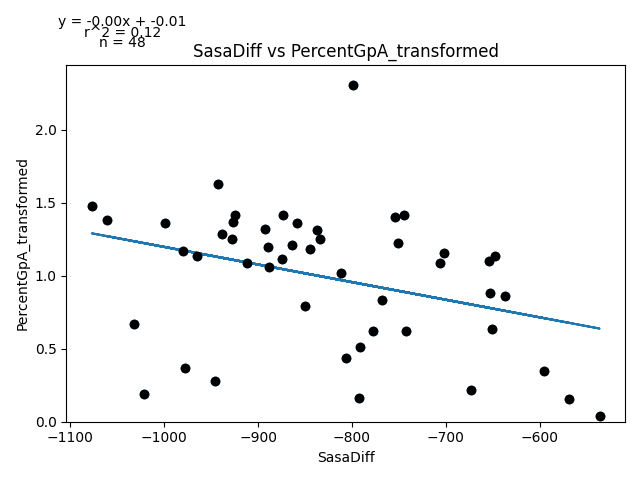 y = -0.00x + -0.01
r^2 = 0.12
n = 48
SasaDiff vs PercentGpA_transformed
PercentGpA_transformed
2.0
1.5
1.0
0.5
0.0
−1100 −1000 −900 −800 −700 −600
SasaDiff